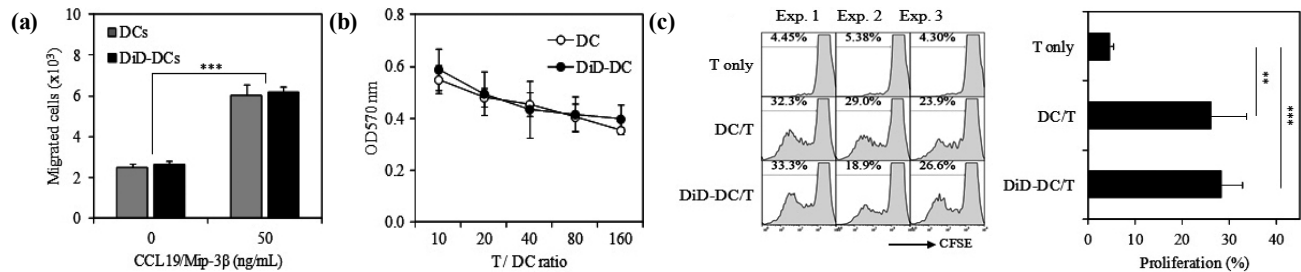 (a)
Migrated cells (x10³)
10
8
6
4
2
0
DCs
DiD-DCs
***
0
50
CCL19/Mip-3β (ng/mL)
(b)
OD570 nm
0.8
0.6
0.4
0.2
0.0
DC
DiD-DC
10 20 40 80 160
T/ DC ratio
(c)
Exp. 1 Exp. 2 Exp. 3
T only
4.45% 5.38% 4.30%
DC/T
32.3% 29.0% 23.9%
DiD-DC/T
33.3% 18.9% 26.6%
CFSE
T only
DC/T
DiD-DC/T
**
***
0 10 20 30 40
Proliferation (%)